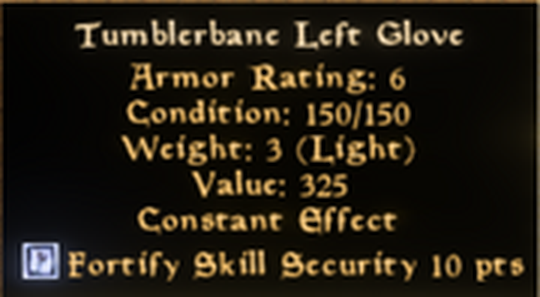 Tumblerbane Left Glove
Armor Rating: 6
Condition: 150/150
Weight: 3 (Light)
Value: 325
Constant Effect
Fortify Skill Security 10 pts